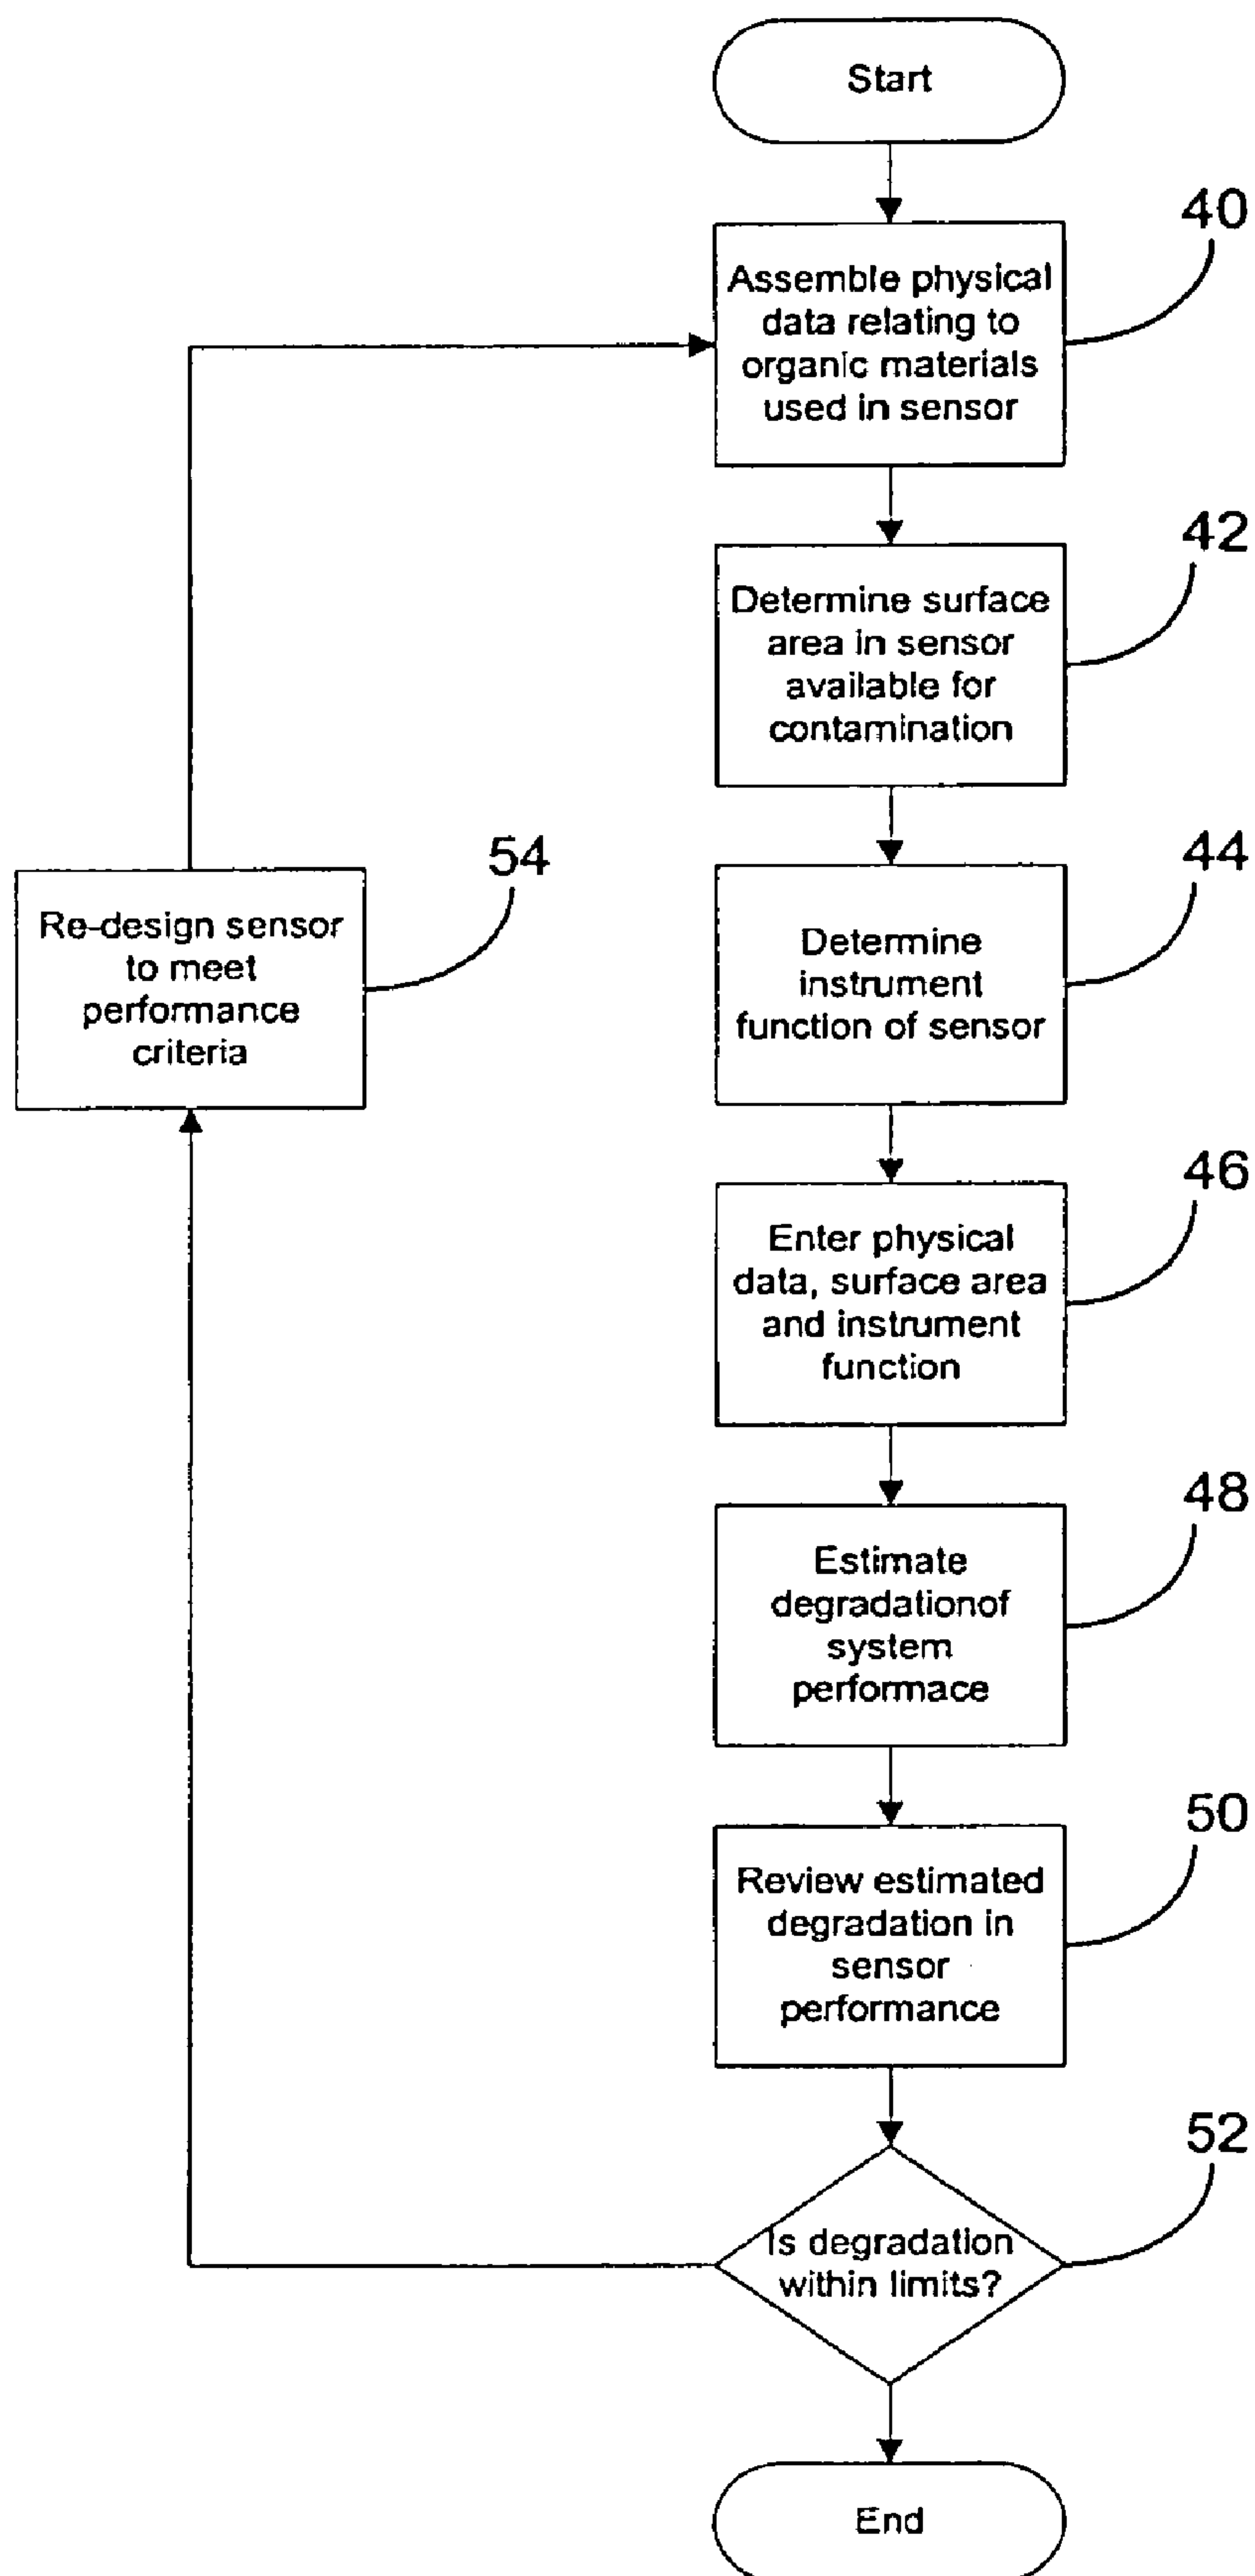 Start
40
Assemble physical
data relating to
organic materials
used in sensor
42
Determine surface
area in sensor
available for
contamination
44
Determine
instrument
function of sensor
54
Re-design sensor
to meet
performance
criteria
46
Enter physical
data, surface area
and instrument
function
48
Estimate
degradationof
system
performace
50
Review estimated
degradation in
sensor
performance
52
Is degradation
within limits?
End